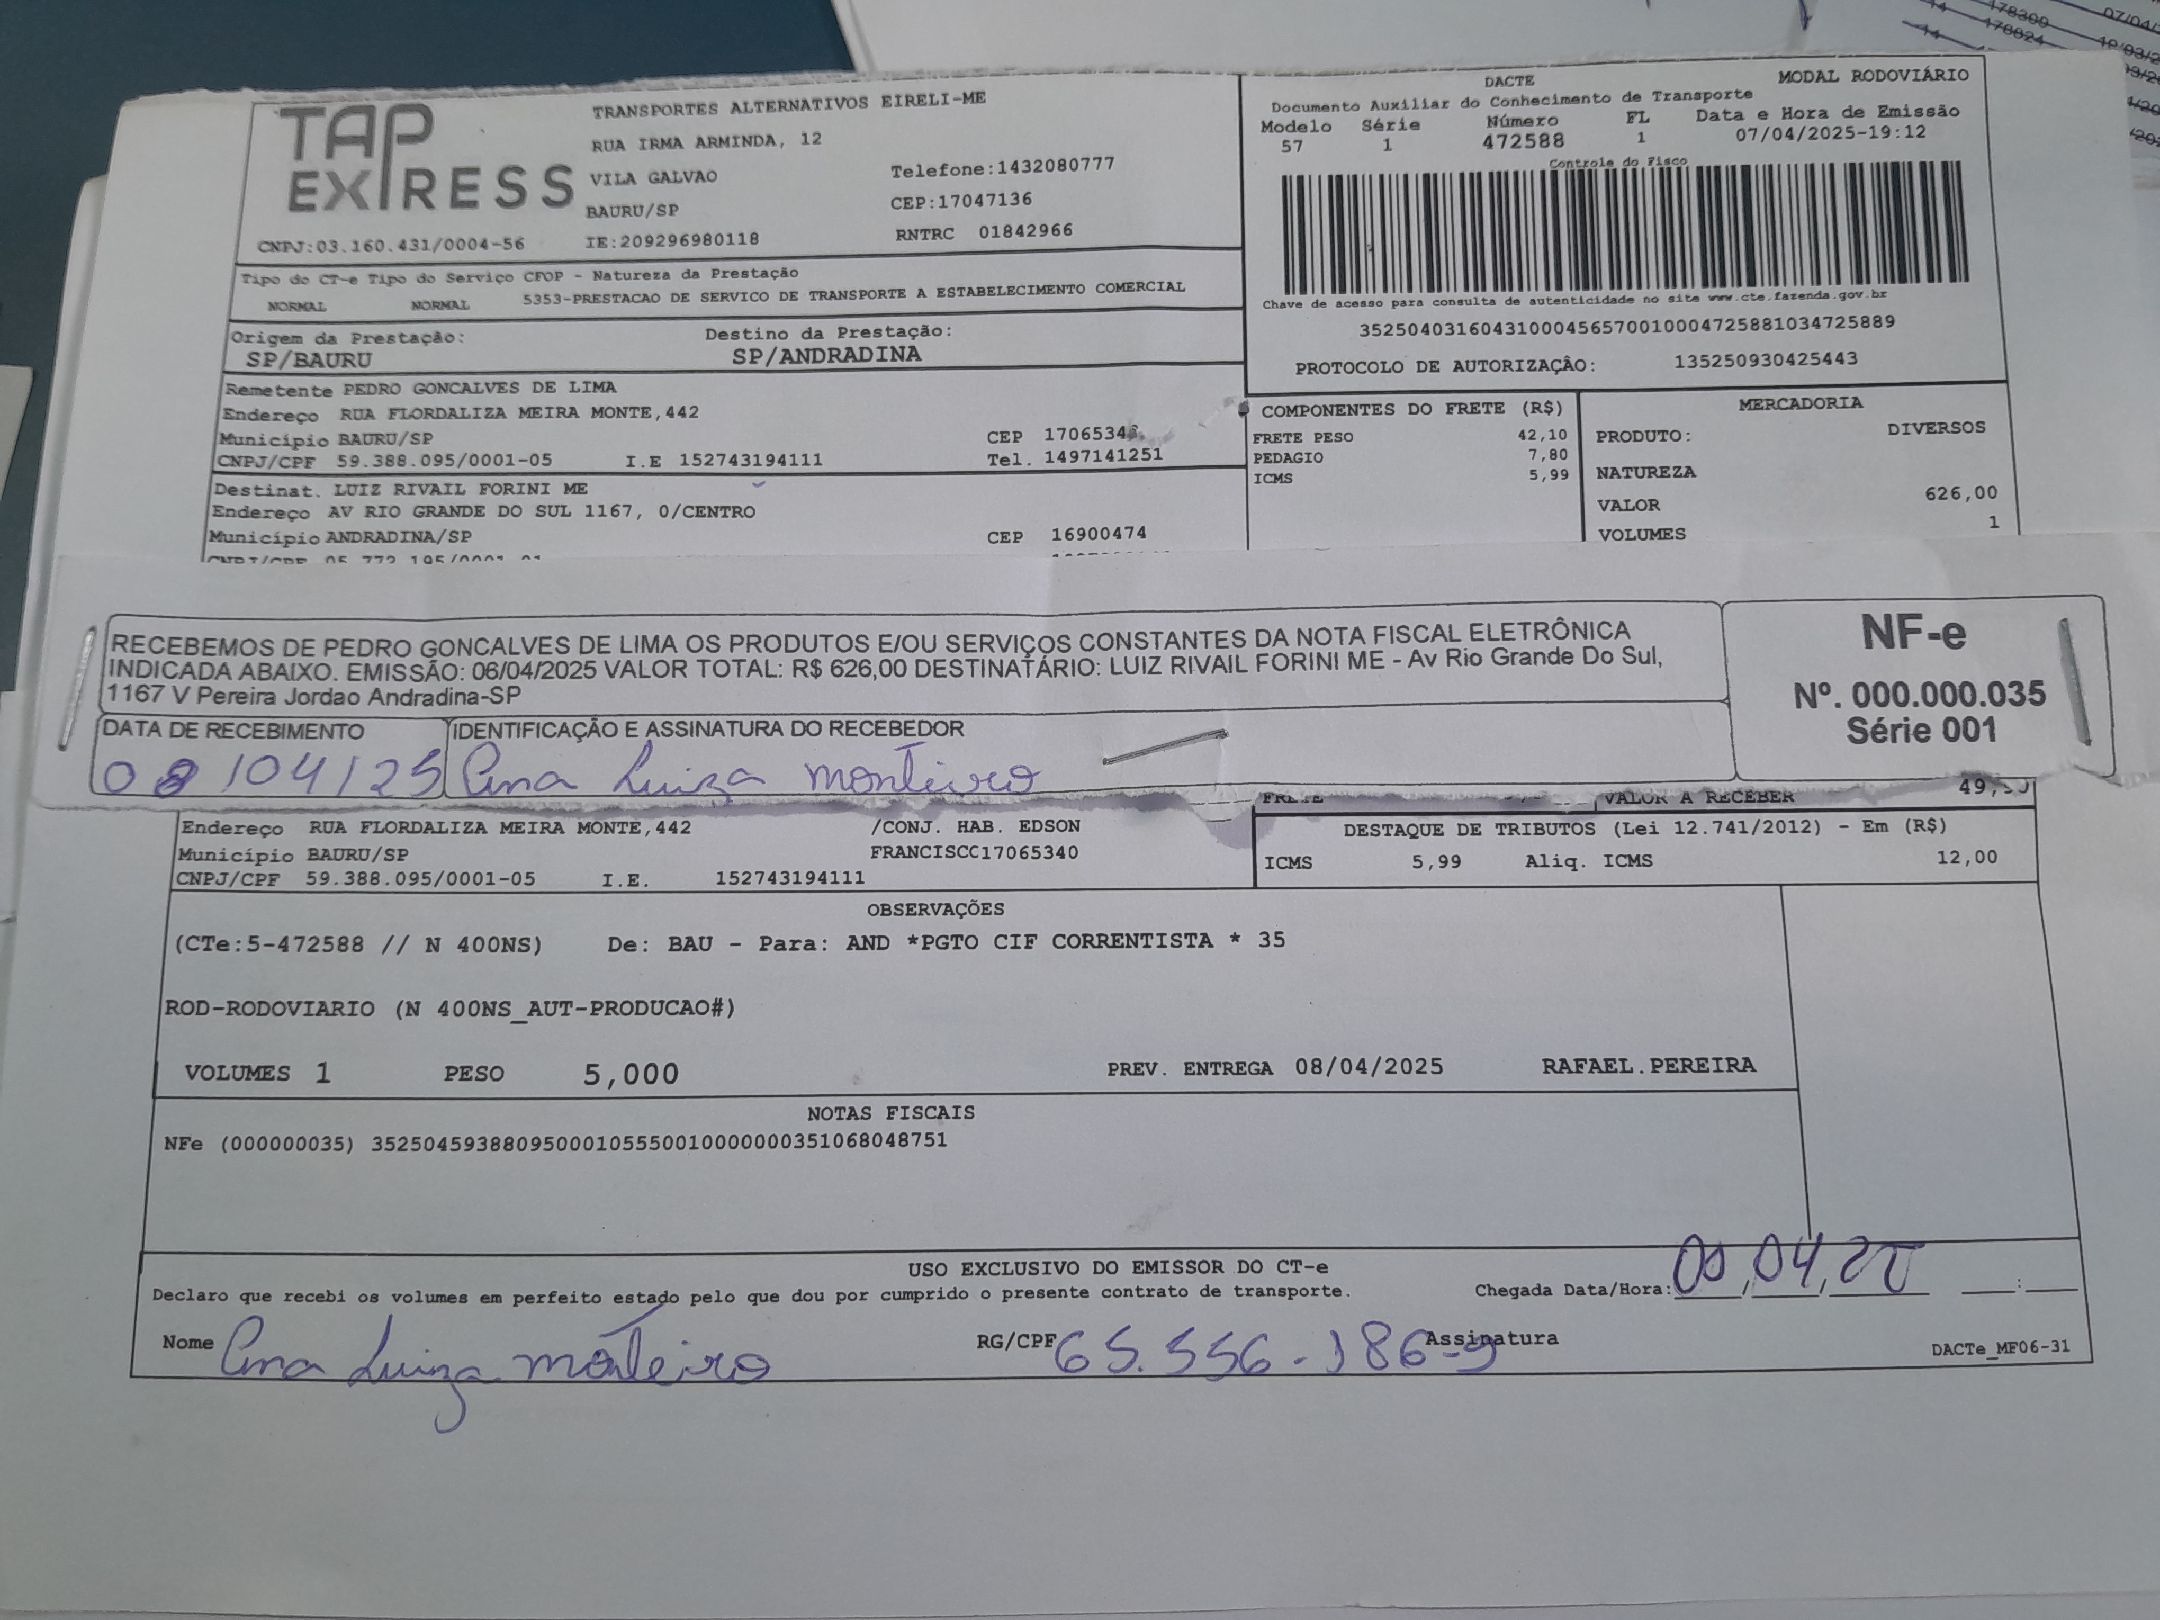 TAP EXPRESS
TRANSPORTES ALTERNATIVOS EIRELI-ME
RUA IRMA ARMINDA, 12
VILA GALVAO Telefone:1432080777
BAURU/SP CEP:17047136
CNPJ:03.160.431/0004-56 IE:209296980118 RNTRC 01842966
DACTE MODAL RODOVIÁRIO
Documento Auxiliar do Conhecimento de Transporte
Modelo Série Número FL Data e Hora de Emissão
57 1 472588 1 07/04/2025-19:12
Controle do Fisco
Chave de acesso para consulta de autenticidade no site www.cte.fazenda.gov.br
35250403160431000456570010004725881034725889
PROTOCOLO DE AUTORIZAÇÂO: 135250930425443
Tipo do CT-e Tipo do Serviço CFOP - Natureza da Prestação
NORMAL NORMAL 5353-PRESTACAO DE SERVICO DE TRANSPORTE A ESTABELECIMENTO COMERCIAL
Origem da Prestação: Destino da Prestação:
SP/BAURU SP/ANDRADINA
Remetente PEDRO GONCALVES DE LIMA
Endereço RUA FLORDALIZA MEIRA MONTE,442
Município BAURU/SP CEP
CNPJ/CPF 59.388.095/0001-05 I.E 152743194111 Tel. 1497141251
Destinat. LUIZ RIVAIL FORINI ME
Endereço AV RIO GRANDE DO SUL 1167, 0/CENTRO
Município ANDRADINA/SP CEP 16900474
COMPONENTES DO FRETE (R$)
FRETE PESO 42,10
PEDAGIO 7,80
ICMS 5,99
MERCADORIA
PRODUTO: DIVERSOS
NATUREZA
VALOR 626,00
VOLUMES 1
RECEBEMOS DE PEDRO GONCALVES DE LIMA OS PRODUTOS E/OU SERVIÇOS CONSTANTES DA NOTA FISCAL ELETRÔNICA
INDICADA ABAIXO. EMISSÃO: 06/04/2025 VALOR TOTAL: R$ 626,00 DESTINATÁRIO: LUIZ RIVAIL FORINI ME - Av Rio Grande Do Sul,
1167 V Pereira Jordao Andradina-SP
DATA DE RECEBIMENTO IDENTIFICAÇÃO E ASSINATURA DO RECEBEDOR
08/04/25 Ana Luiza Monteiro
NF-e
Nº. 000.000.035
Série 001
FRETE VALOR A RECEBER
Endereço RUA FLORDALIZA MEIRA MONTE,442 /CONJ. HAB. EDSON
Município BAURU/SP FRANCISCC17065340
CNPJ/CPF 59.388.095/0001-05 I.E. 152743194111
DESTAQUE DE TRIBUTOS (Lei 12.741/2012) - Em (R$)
ICMS 5,99 Aliq. ICMS 12,00
OBSERVAÇÕES
(CTe:5-472588 // N 400NS) De: BAU - Para: AND *PGTO CIF CORRENTISTA * 35
ROD-RODOVIARIO (N 400NS_AUT-PRODUCAO#)
VOLUMES 1 PESO 5,000 PREV. ENTREGA 08/04/2025 RAFAEL.PEREIRA
NOTAS FISCAIS
NFe (000000035) 35250459388095000105550010000000351068048751
USO EXCLUSIVO DO EMISSOR DO CT-e
Declaro que recebi os volumes em perfeito estado pelo que dou por cumprido o presente contrato de transporte. Chegada Data/Hora:
Nome Ana Luiza Monteiro RG/CPF 65.556.186-9 Assinatura
DACTe_MF06-31